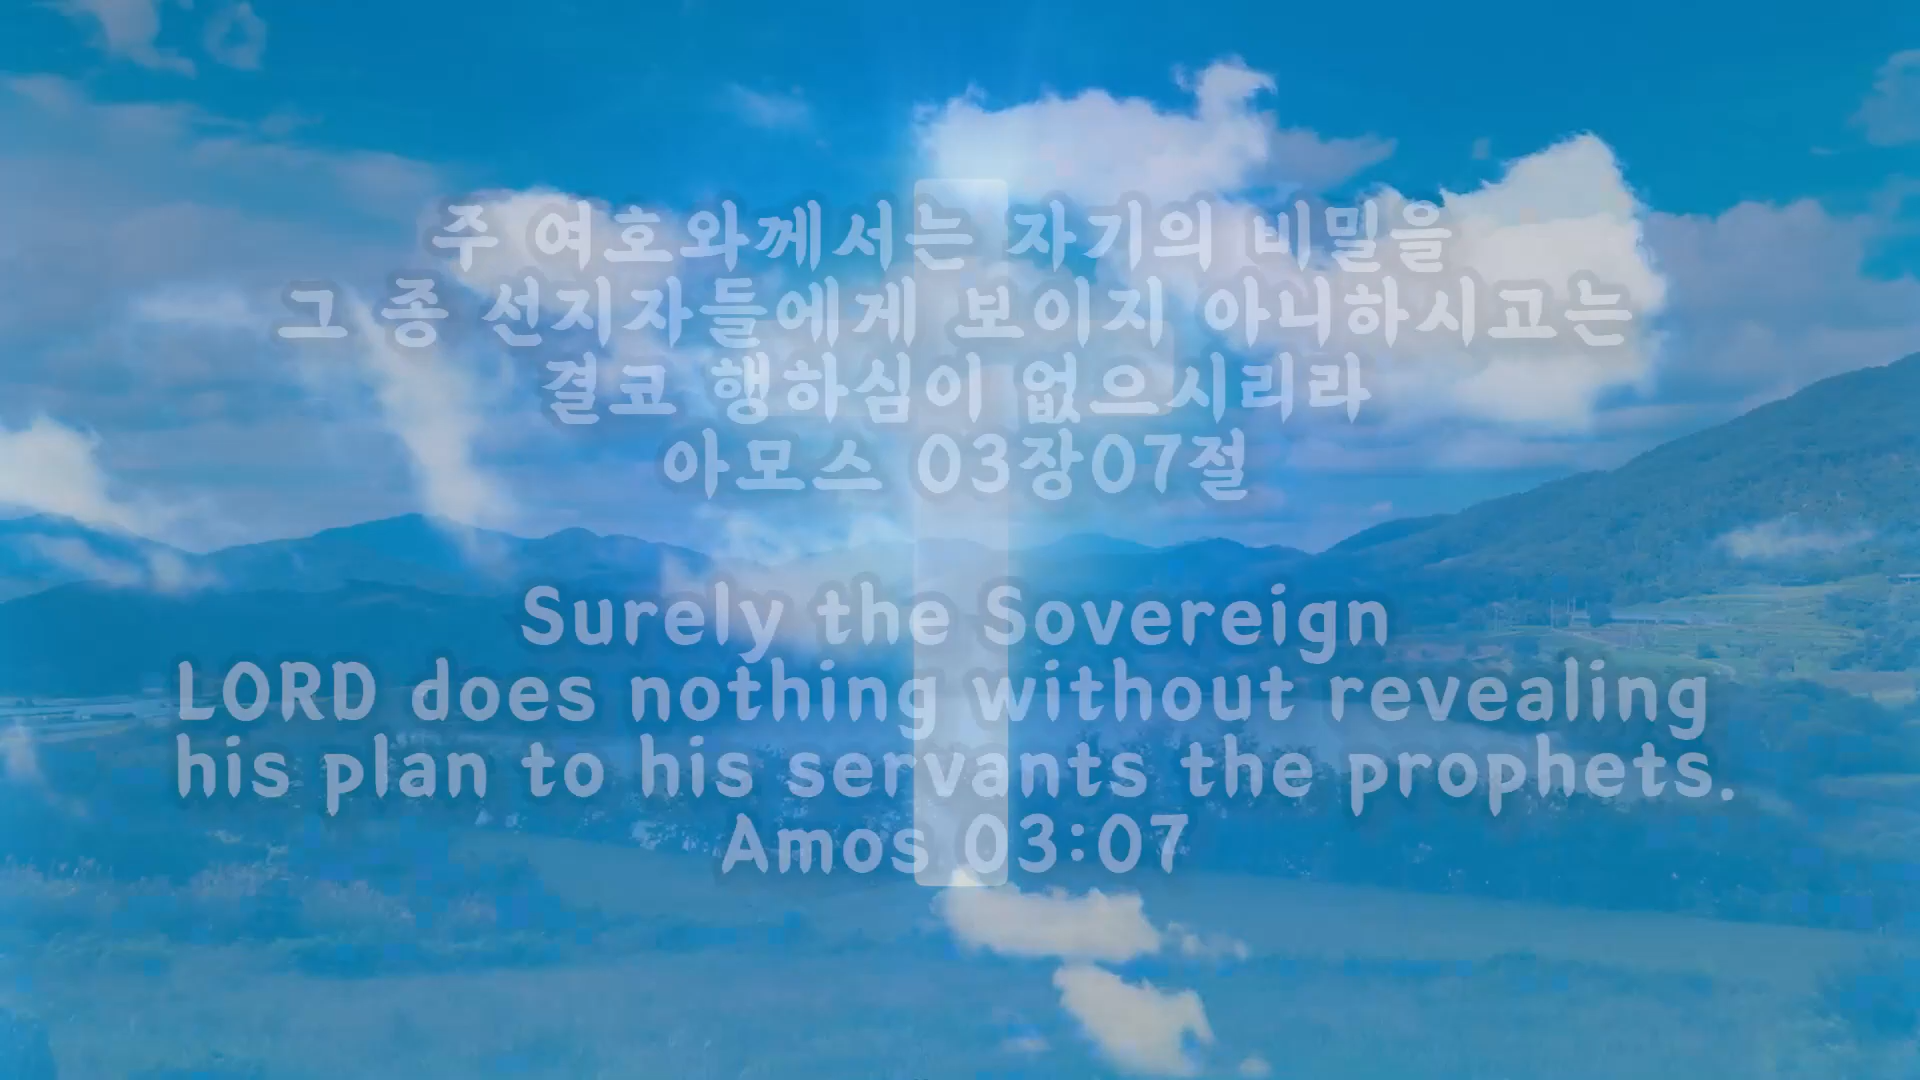 주 여호와께서는 자기의 비밀을
그 종 선지자들에게 보이지 아니하시고는
결코 행하심이 없으시리라
아모스 03장07절
Surely the Sovereign
LORD does nothing without revealing
his plan to his servants the prophets.
Amos 03:07